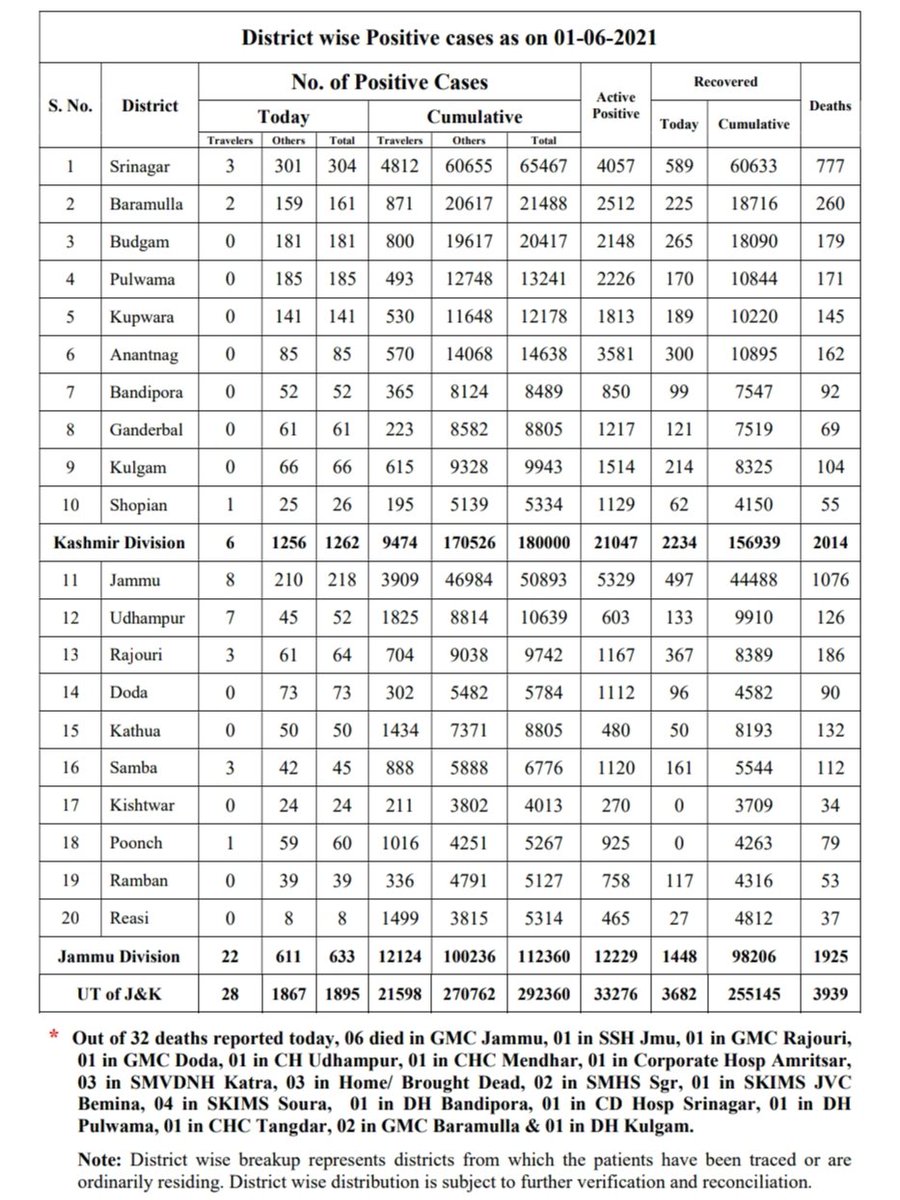 District wise Positive cases as on 01-06-2021
S. No. District No. of Positive Cases Active Positive Recovered Deaths
Today Cumulative Today Cumulative
Travelers Others Total Travelers Others Total
1 Srinagar 3 301 304 4812 60655 65467 4057 589 60633 777
2 Baramulla 2 159 161 871 20617 21488 2512 225 18716 260
3 Budgam 0 181 181 800 19617 20417 2148 265 18090 179
4 Pulwama 0 185 185 493 12748 13241 2226 170 10844 171
5 Kupwara 0 141 141 530 11648 12178 1813 189 10220 145
6 Anantnag 0 85 85 570 14068 14638 3581 300 10895 162
7 Bandipora 0 52 52 365 8124 8489 850 99 7547 92
8 Ganderbal 0 61 61 223 8582 8805 1217 121 7519 69
9 Kulgam 0 66 66 615 9328 9943 1514 214 8325 104
10 Shopian 1 25 26 195 5139 5334 1129 62 4150 55
Kashmir Division 6 1256 1262 9474 170526 180000 21047 2234 156939 2014
11 Jammu 8 210 218 3909 46984 50893 5329 497 44488 1076
12 Udhampur 7 45 52 1825 8814 10639 603 133 9910 126
13 Rajouri 3 61 64 704 9038 9742 1167 367 8389 186
14 Doda 0 73 73 302 5482 5784 1112 96 4582 90
15 Kathua 0 50 50 1434 7371 8805 480 50 8193 132
16 Samba 3 42 45 888 5888 6776 1120 161 5544 112
17 Kishtwar 0 24 24 211 3802 4013 270 0 3709 34
18 Poonch 1 59 60 1016 4251 5267 925 0 4263 79
19 Ramban 0 39 39 336 4791 5127 758 117 4316 53
20 Reasi 0 8 8 1499 3815 5314 465 27 4812 37
Jammu Division 22 611 633 12124 100236 112360 12229 1448 98206 1925
UT of J&K 28 1867 1895 21598 270762 292360 33276 3682 255145 3939
* Out of 32 deaths reported today, 06 died in GMC Jammu, 01 in SSH Jmu, 01 in GMC Rajouri,
01 in GMC Doda, 01 in CH Udhampur, 01 in CHC Mendhar, 01 in Corporate Hosp Amritsar,
03 in SMVDNH Katra, 03 in Home/ Brought Dead, 02 in SMHS Sgr, 01 in SKIMS JVC
Bemina, 04 in SKIMS Soura, 01 in DH Bandipora, 01 in CD Hosp Srinagar, 01 in DH
Pulwama, 01 in CHC Tangdar, 02 in GMC Baramulla & 01 in DH Kulgam.
Note: District wise breakup represents districts from which the patients have been traced or are
ordinarily residing. District wise distribution is subject to further verification and reconciliation.